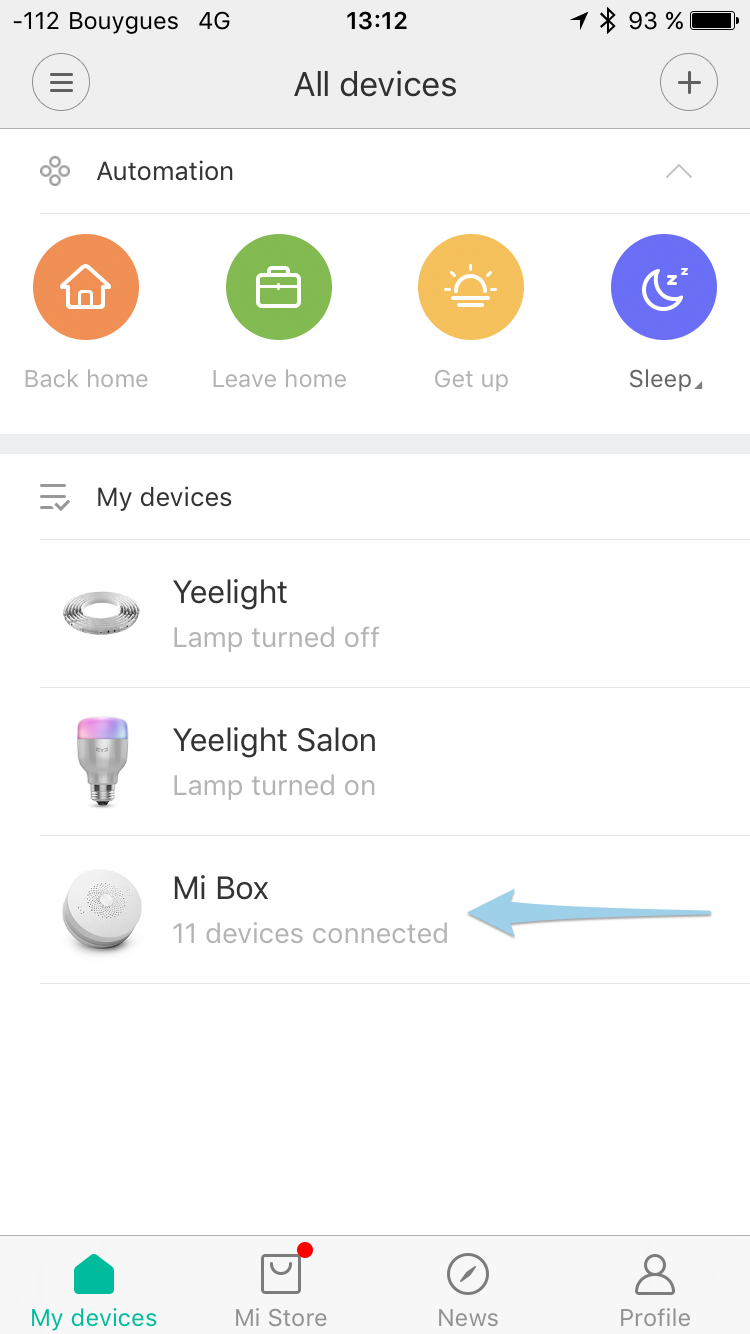 -112 Bouygues 4G 13:12 93 %
All devices
Automation
Back home Leave home Get up Sleep
My devices
Yeelight
Lamp turned off
Yeelight Salon
Lamp turned on
Mi Box
11 devices connected
My devices Mi Store News Profile